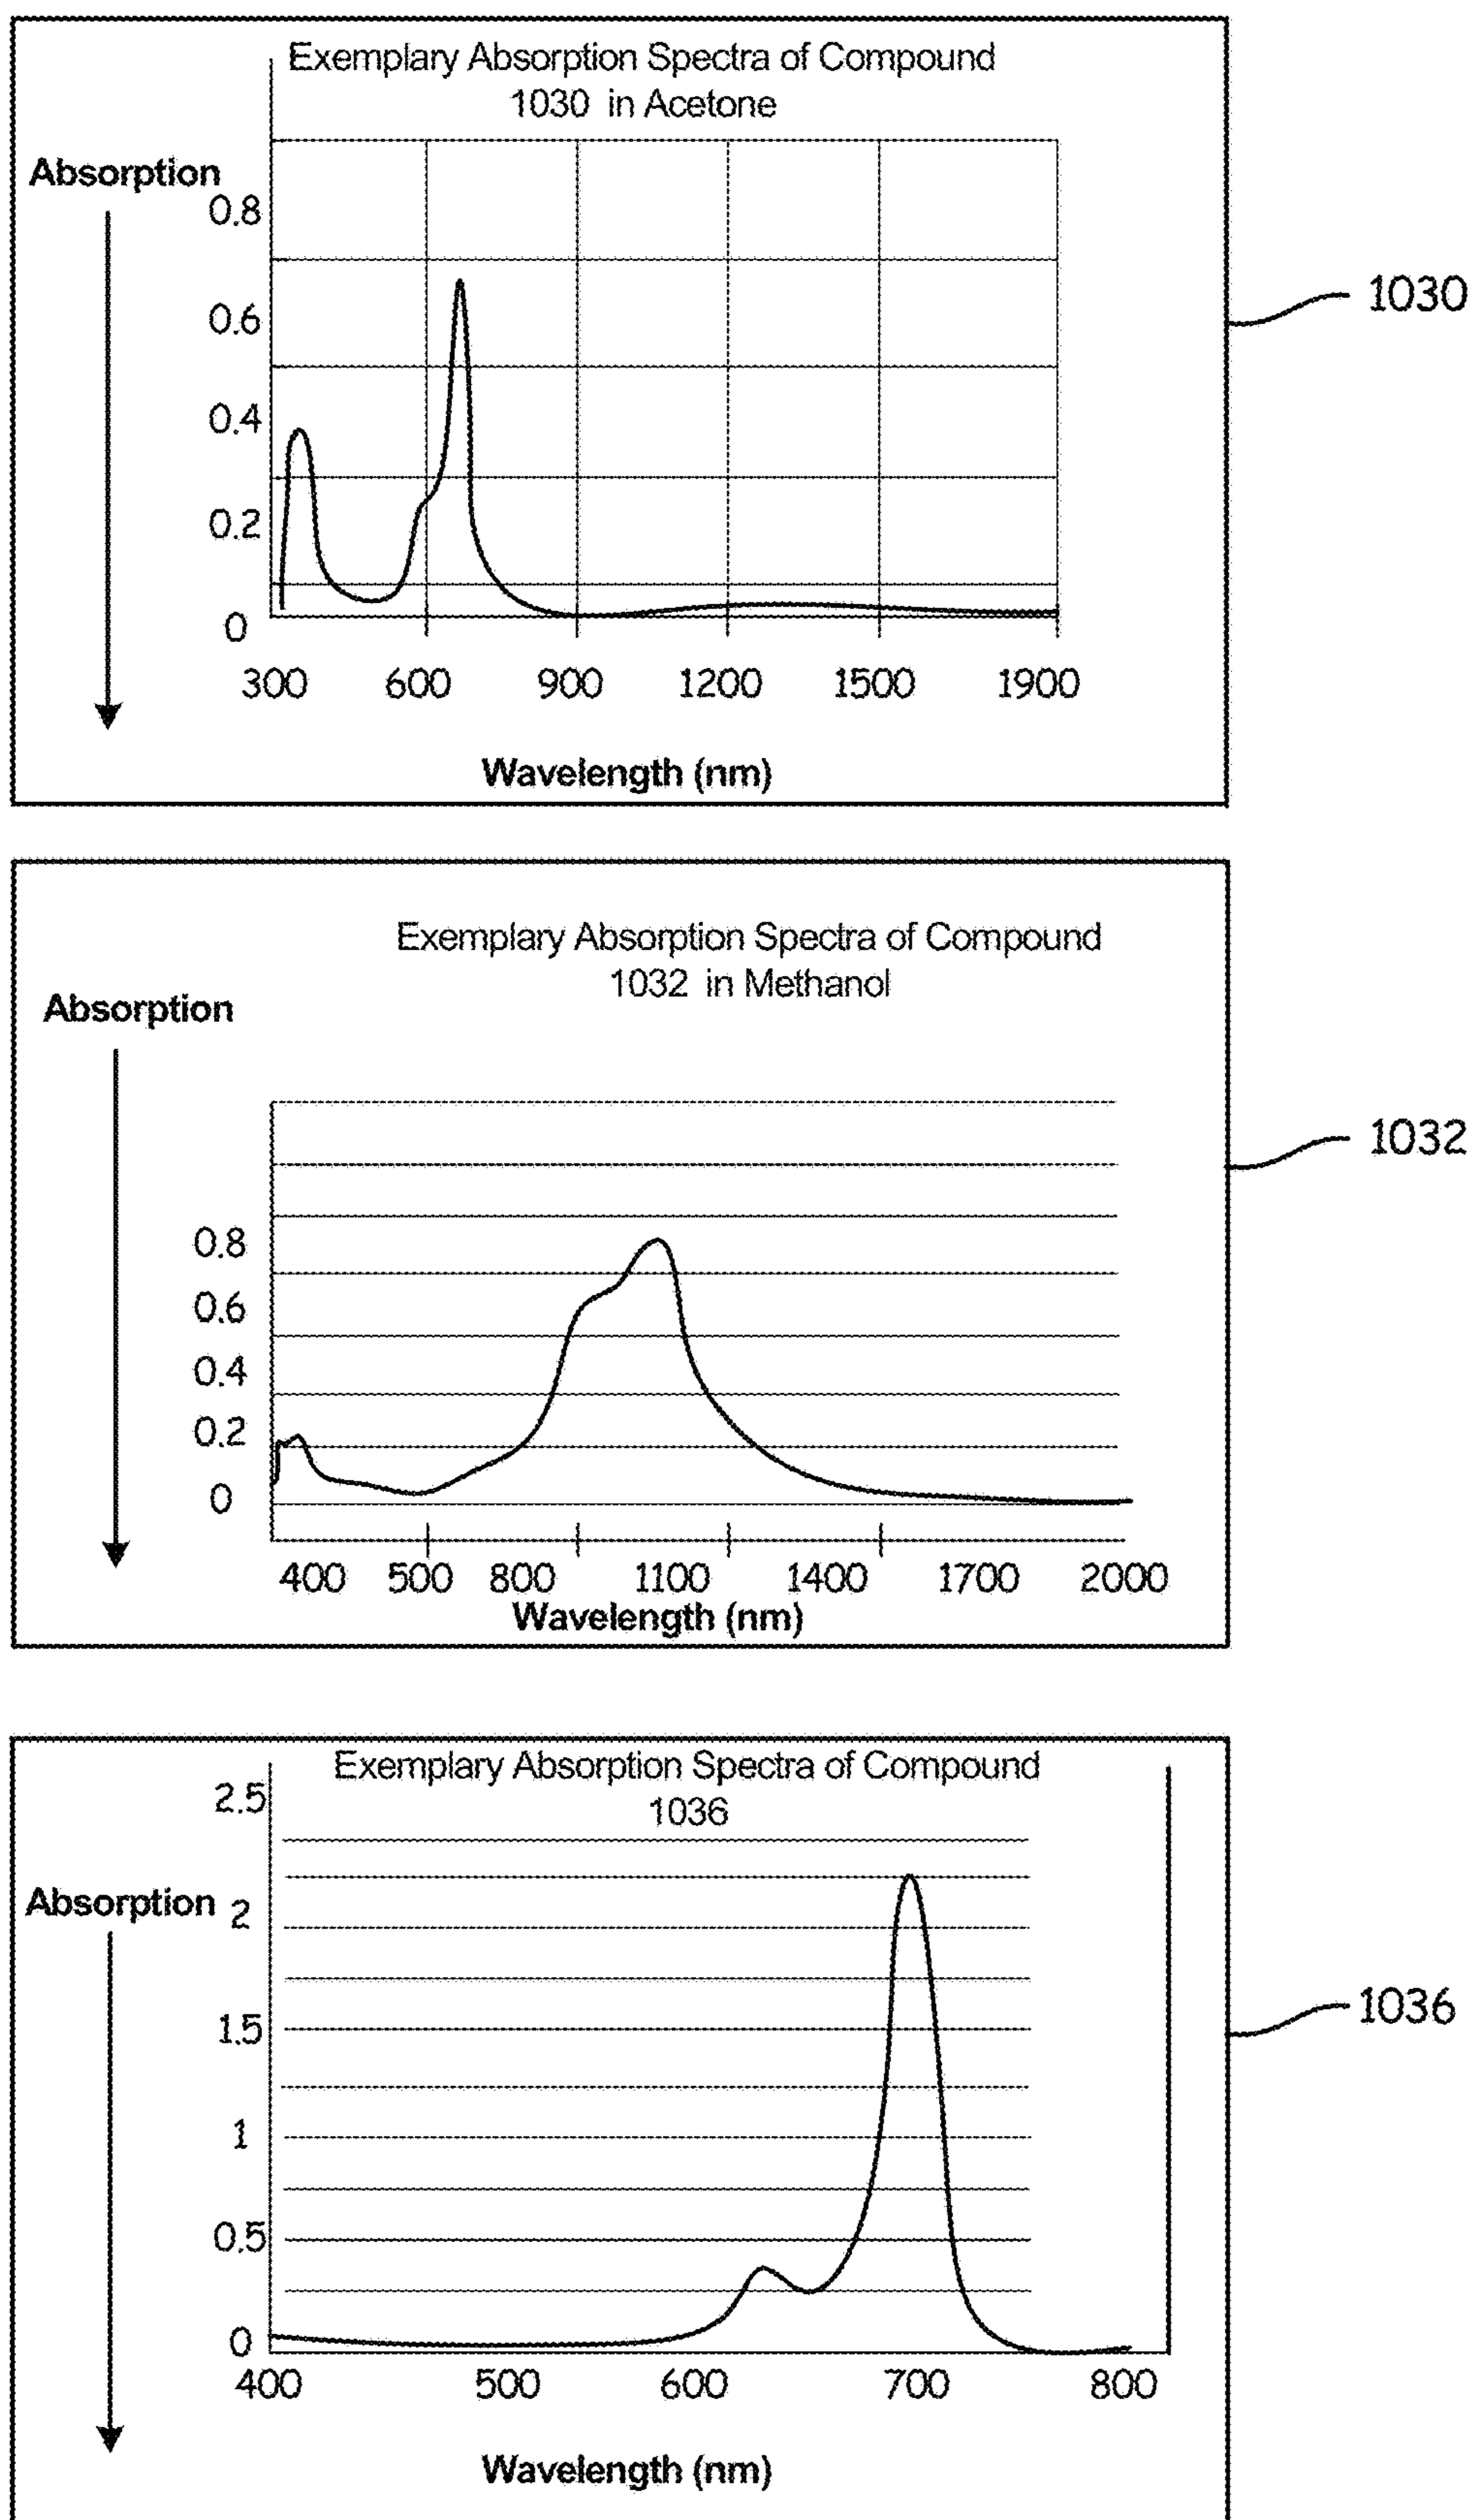 Exemplary Absorption Spectra of Compound
1030 in Acetone
Absorption
0.8
0.6
0.4
0.2
0
300 600 900 1200 1500 1900
Wavelength (nm)
1030
Exemplary Absorption Spectra of Compound
1032 in Methanol
Absorption
0.8
0.6
0.4
0.2
0
400 500 800 1100 1400 1700 2000
Wavelength (nm)
1032
Exemplary Absorption Spectra of Compound
1036
Absorption
2.5
2
1.5
1
0.5
0
400 500 600 700 800
Wavelength (nm)
1036